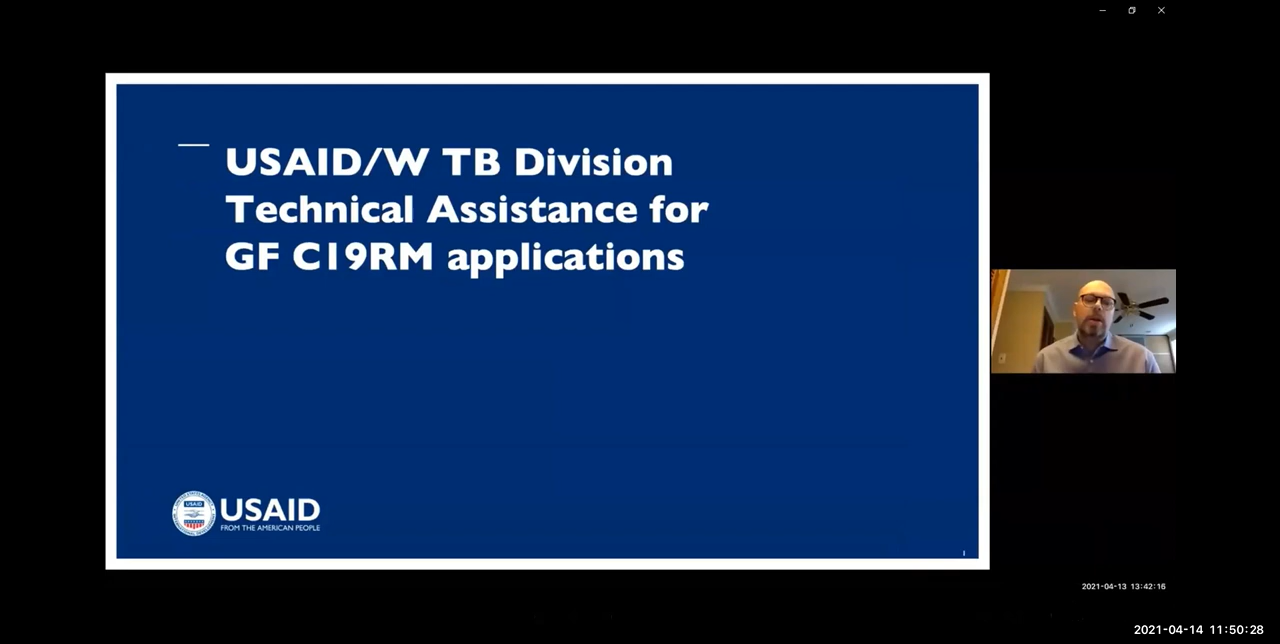 USAID/W TB Division
Technical Assistance for
GF C19RM applications
USAID
FROM THE AMERICAN PEOPLE
1
2021-04-13 13:42:16
2021-04-14 11:50:28